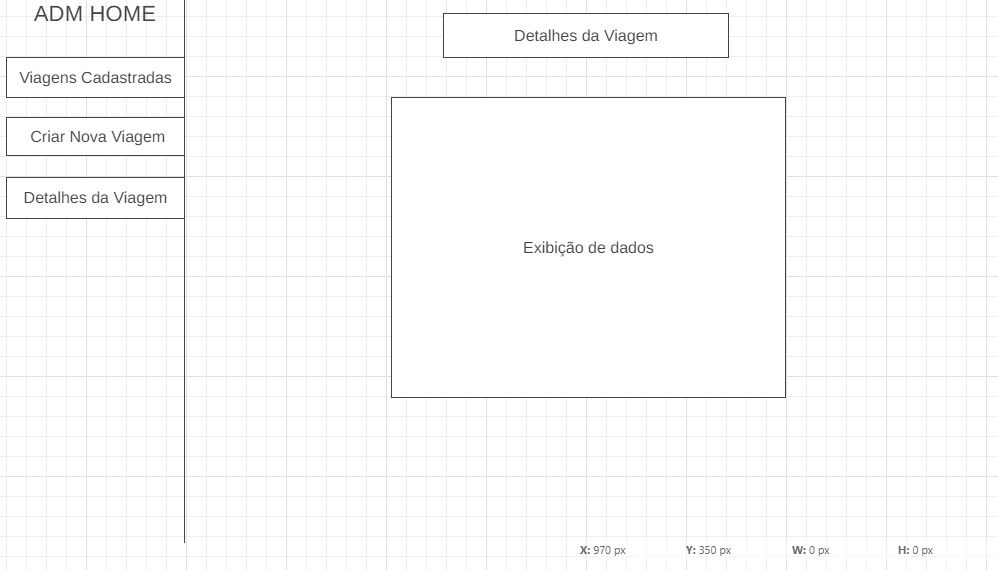 ADM HOME
Viagens Cadastradas
Criar Nova Viagem
Detalhes da Viagem
Detalhes da Viagem
Exibição de dados
X: 970 px Y: 350 px W: 0 px H: 0 px